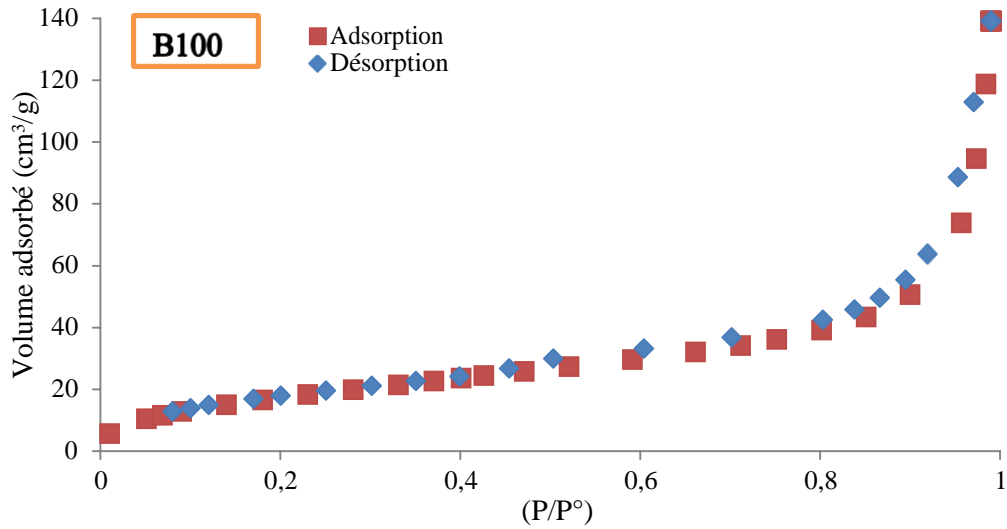 B100
Adsorption
Désorption
Volume adsorbé (cm³/g)
140
120
100
80
60
40
20
0
0 0,2 0,4 0,6 0,8 1
(P/P°)